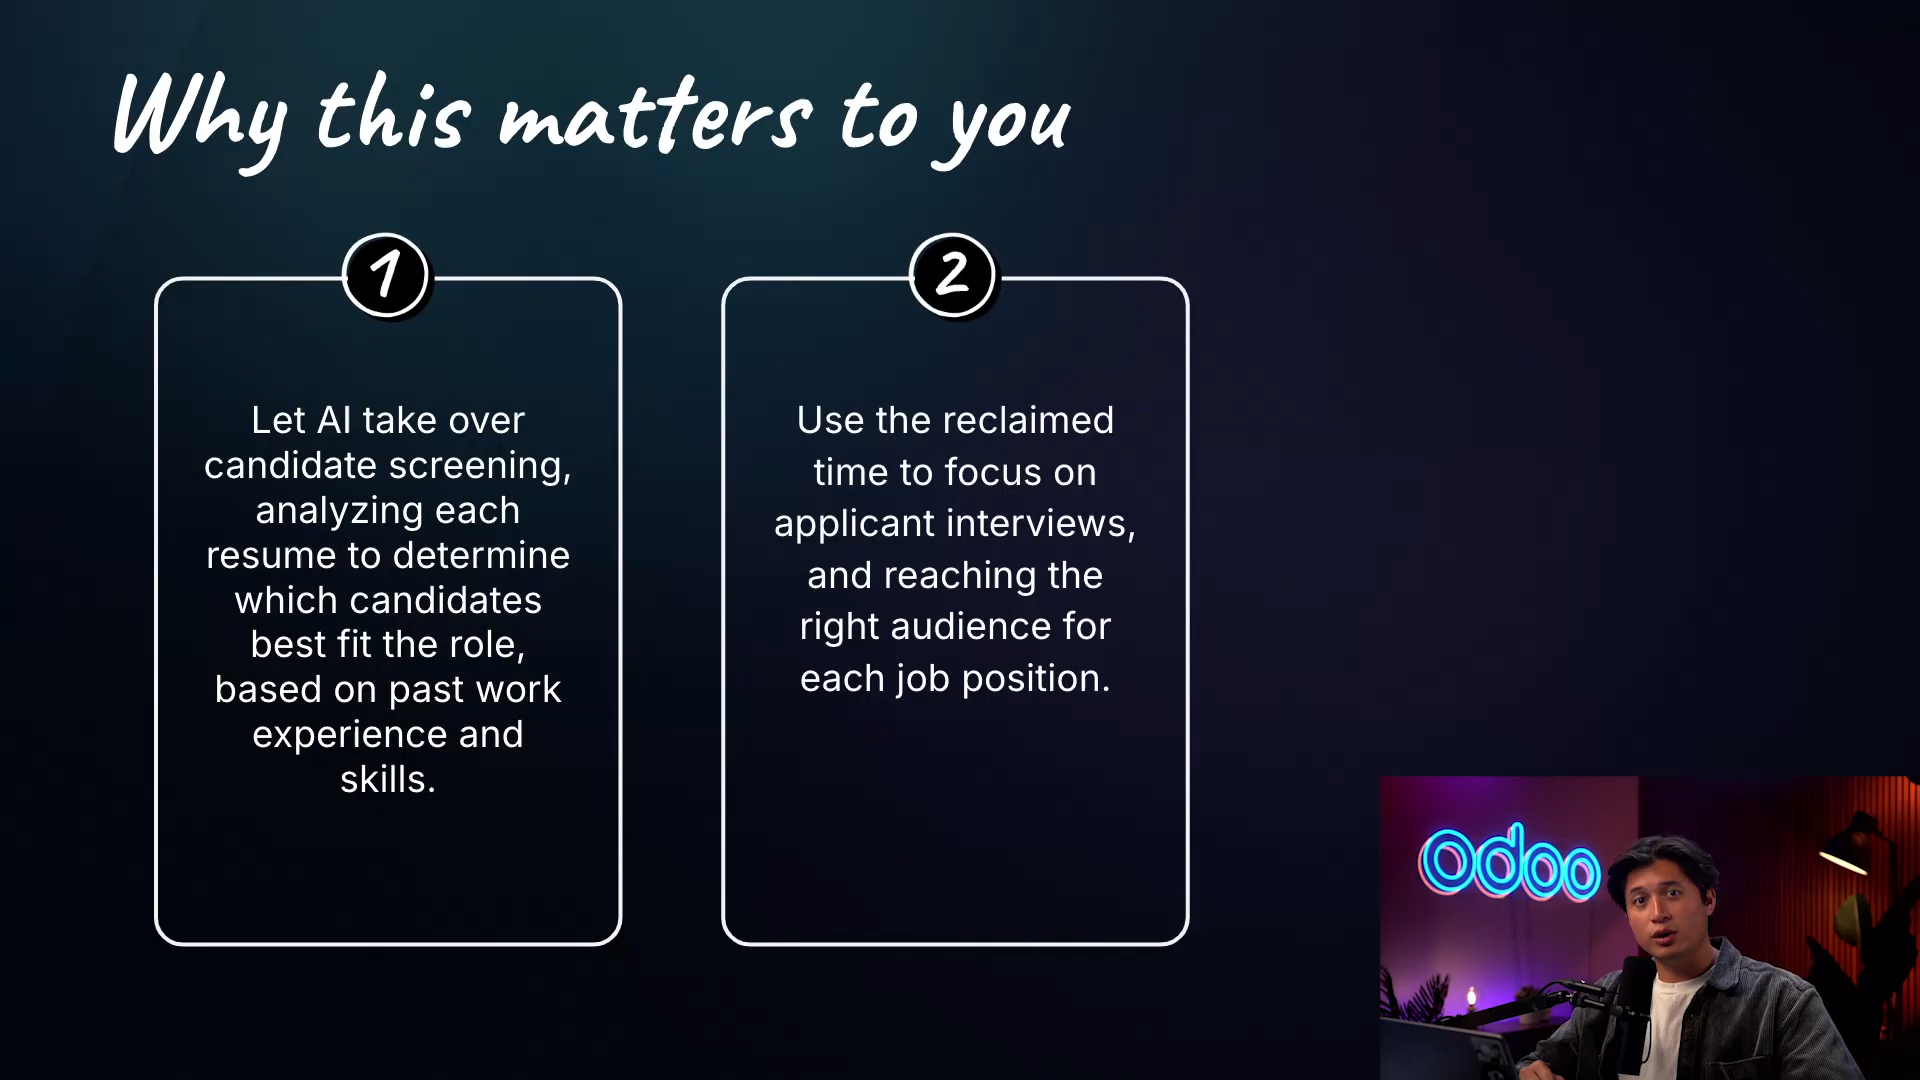 Why this matters to you
1
Let AI take over
candidate screening,
analyzing each
resume to determine
which candidates
best fit the role,
based on past work
experience and
skills.
2
Use the reclaimed
time to focus on
applicant interviews,
and reaching the
right audience for
each job position.
odoo